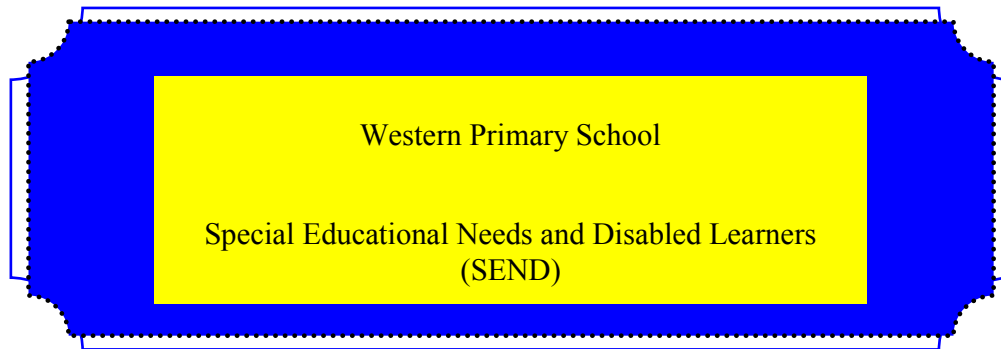 Western Primary School
Special Educational Needs and Disabled Learners
(SEND)